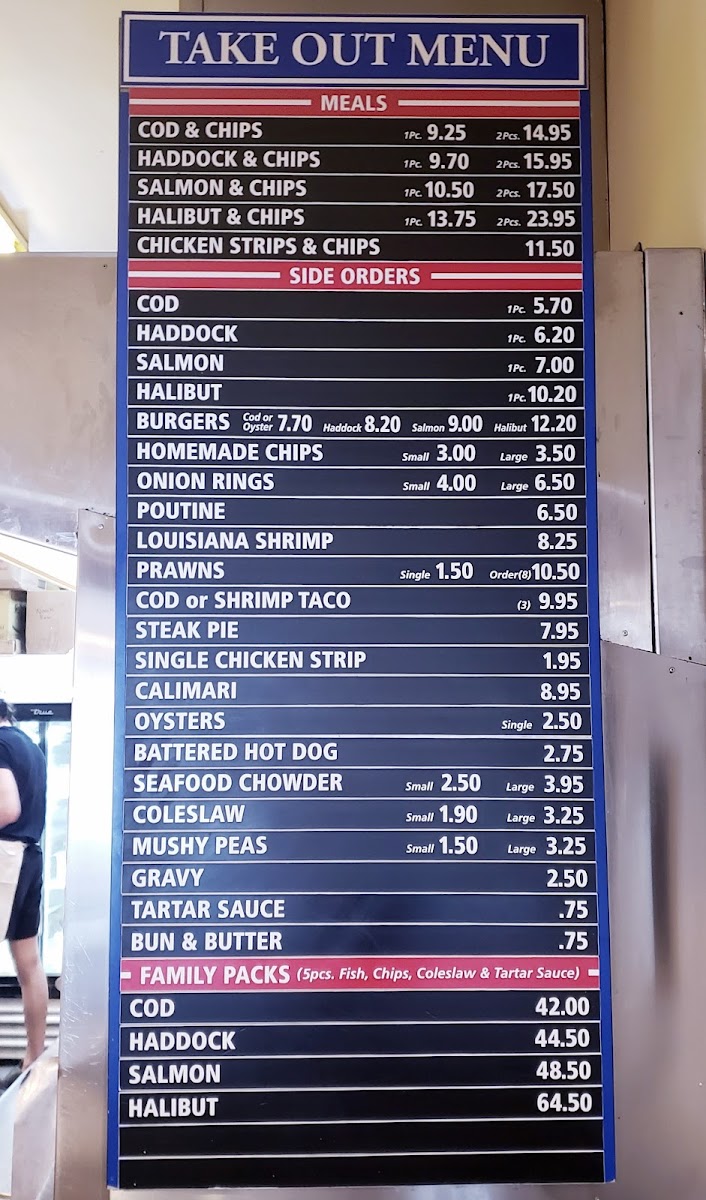 TAKE OUT MENU
MEALS
COD & CHIPS 1Pc. 9.25 2Pcs. 14.95
HADDOCK & CHIPS 1Pc. 9.70 2Pcs. 15.95
SALMON & CHIPS 1Pc. 10.50 2Pcs. 17.50
HALIBUT & CHIPS 1Pc. 13.75 2Pcs. 23.95
CHICKEN STRIPS & CHIPS 11.50
SIDE ORDERS
COD 1Pc. 5.70
HADDOCK 1Pc. 6.20
SALMON 1Pc. 7.00
HALIBUT 1Pc. 10.20
BURGERS Cod or Oyster 7.70 Haddock 8.20 Salmon 9.00 Halibut 12.20
HOMEMADE CHIPS Small 3.00 Large 3.50
ONION RINGS Small 4.00 Large 6.50
POUTINE 6.50
LOUISIANA SHRIMP 8.25
PRAWNS Single 1.50 Order(8) 10.50
COD or SHRIMP TACO (3) 9.95
STEAK PIE 7.95
SINGLE CHICKEN STRIP 1.95
CALIMARI 8.95
OYSTERS Single 2.50
BATTERED HOT DOG 2.75
SEAFOOD CHOWDER Small 2.50 Large 3.95
COLESLAW Small 1.90 Large 3.25
MUSHY PEAS Small 1.50 Large 3.25
GRAVY 2.50
TARTAR SAUCE .75
BUN & BUTTER .75
FAMILY PACKS (5pcs. Fish, Chips, Coleslaw & Tartar Sauce)
COD 42.00
HADDOCK 44.50
SALMON 48.50
HALIBUT 64.50
True